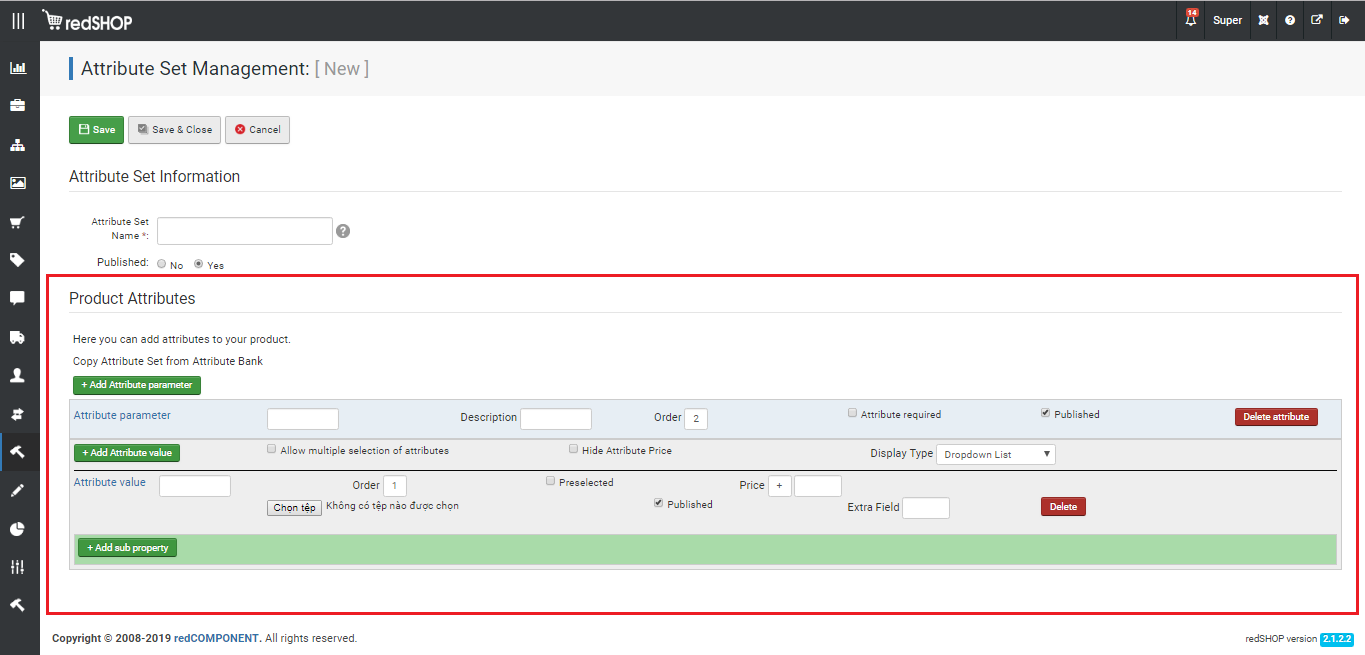 redSHOP
14
Super
Attribute Set Management: [ New ]
Save
Save & Close
Cancel
Attribute Set Information
Attribute Set
Name *:
Published: No Yes
Product Attributes
Here you can add attributes to your product.
Copy Attribute Set from Attribute Bank
+ Add Attribute parameter
Attribute parameter Description Order 2 Attribute required Published Delete attribute
+ Add Attribute value Allow multiple selection of attributes Hide Attribute Price Display Type Dropdown List
Attribute value Order 1 Preselected Price +
Chọn tệp Không có tệp nào được chọn Published Extra Field Delete
+ Add sub property
Copyright © 2008-2019 redCOMPONENT. All rights reserved.
redSHOP version 2.1.2.2